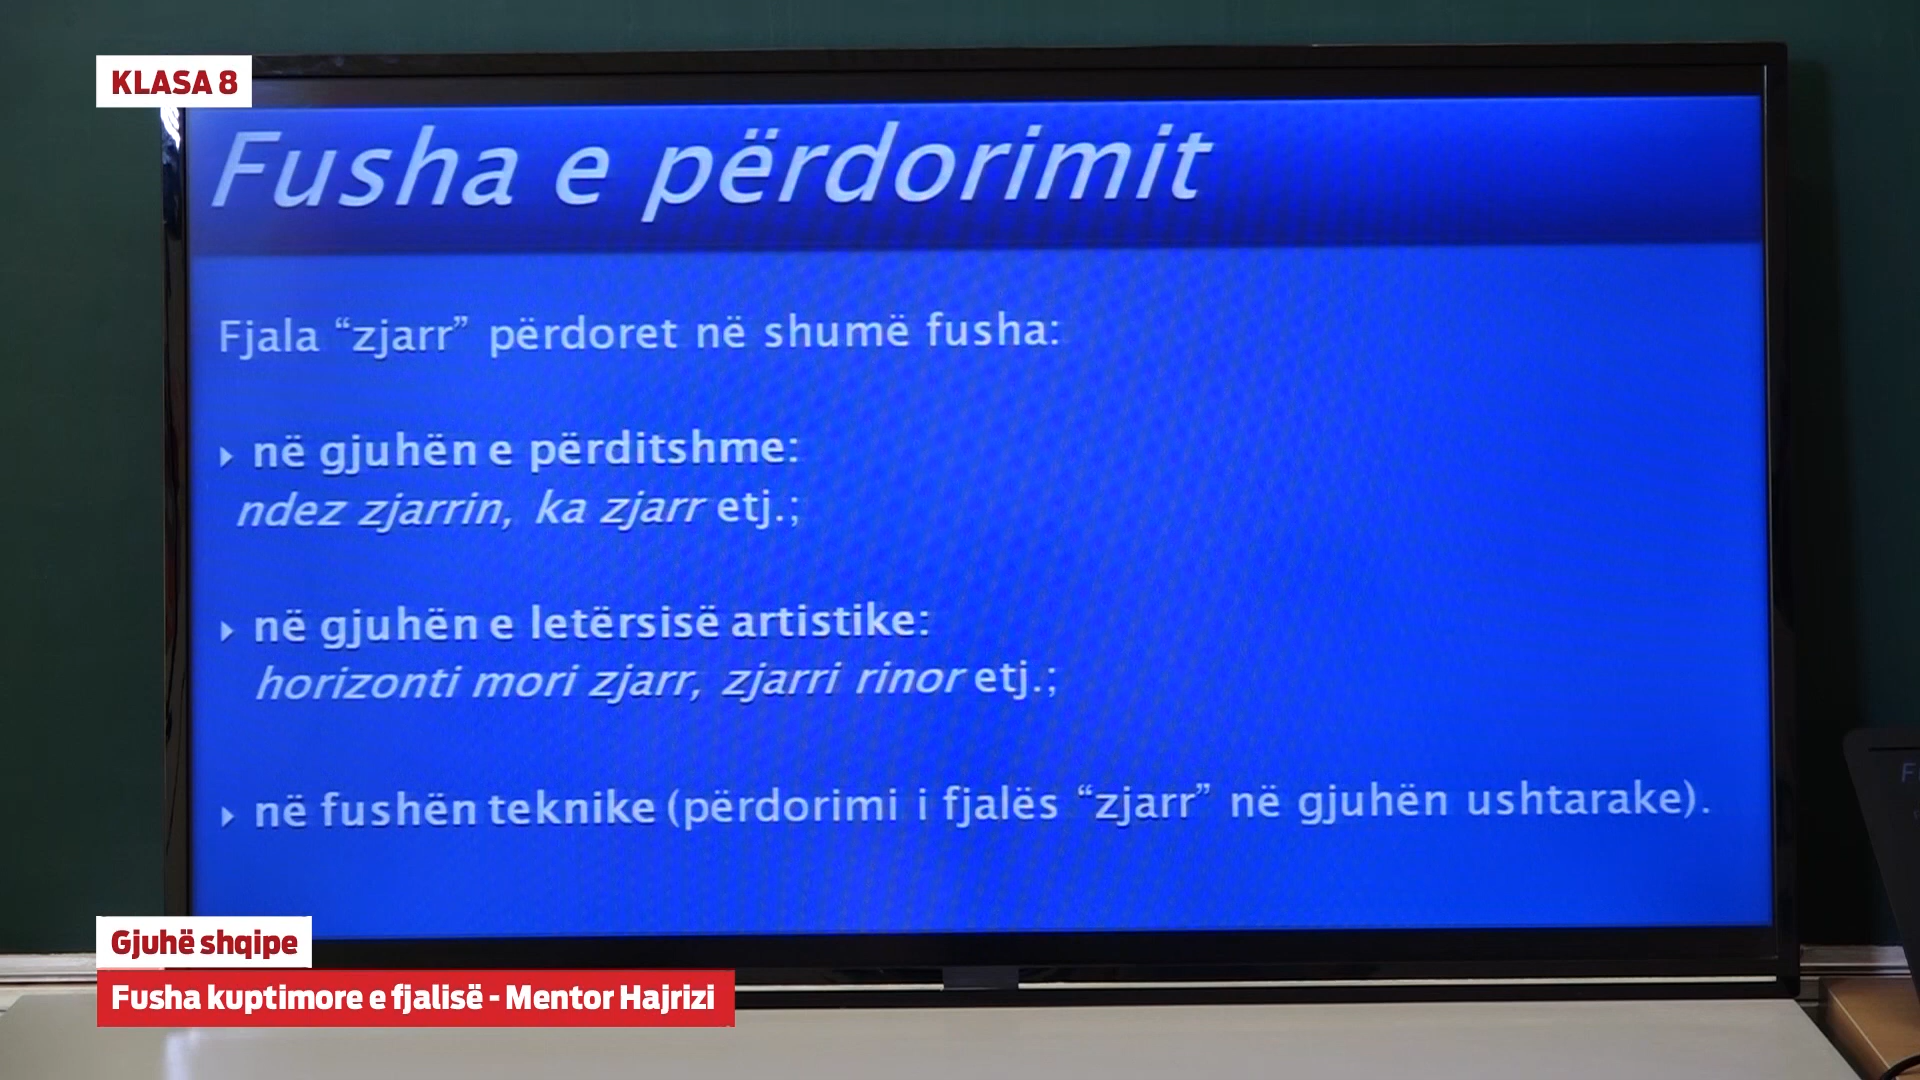 KLASA 8
Fusha e përdorimit
Fjala “zjarr” përdoret në shumë fusha:
▸ në gjuhën e përditshme:
ndez zjarrin, ka zjarr etj.;
▸ në gjuhën e letërsisë artistike:
horizonti mori zjarr, zjarri rinor etj.;
▸ në fushën teknike (përdorimi i fjalës “zjarr” në gjuhën ushtarake).
Gjuhë shqipe
Fusha kuptimore e fjalisë - Mentor Hajrizi